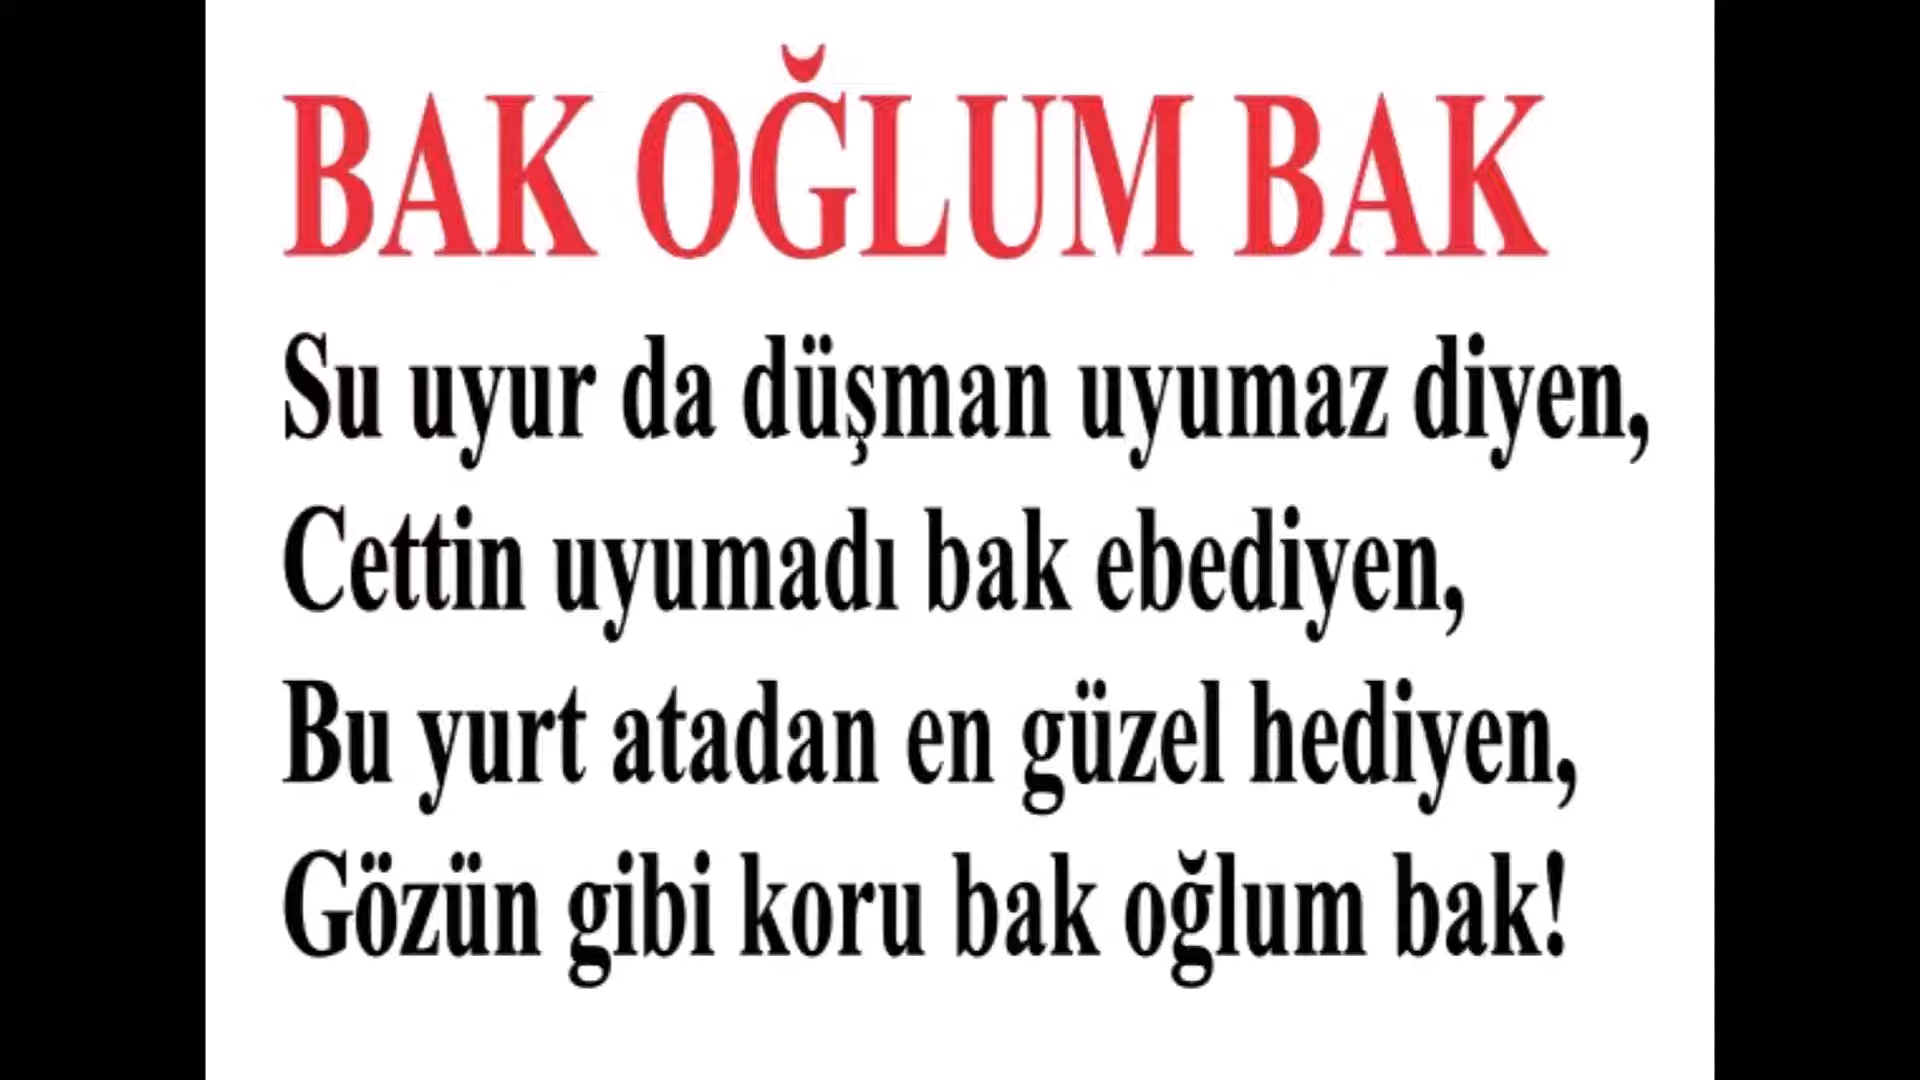 BAK OĞLUM BAK
Su uyur da düşman uyumaz diyen,
Cettin uyumadı bak ebediyen,
Bu yurt atadan en güzel hediyen,
Gözün gibi koru bak oğlum bak!